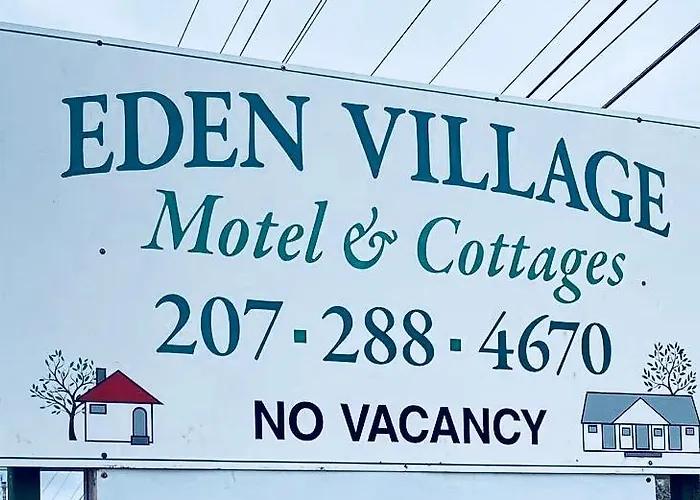 EDEN VILLAGE
Motel & Cottages
207·288·4670
NO VACANCY